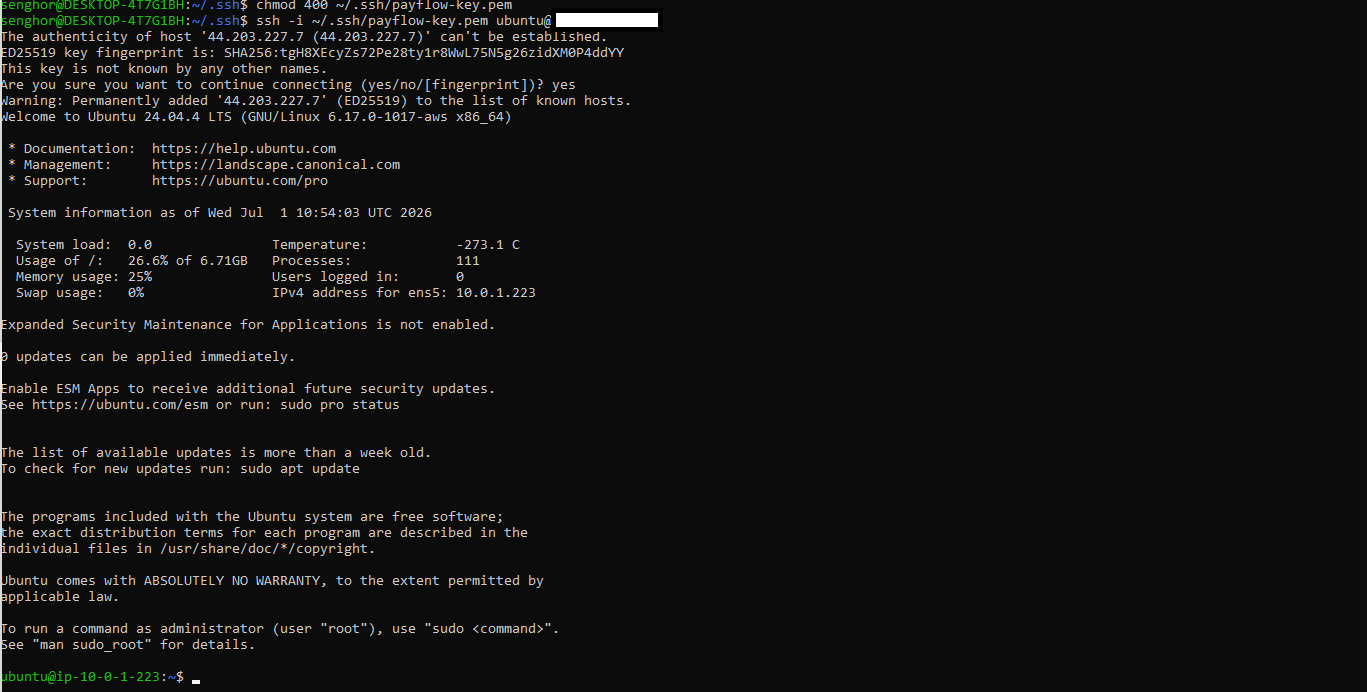 senghor@DESKTOP-4T7G1BH:~/.ssh$ chmod 400 ~/.ssh/payflow-key.pem
senghor@DESKTOP-4T7G1BH:~/.ssh$ ssh -i ~/.ssh/payflow-key.pem ubuntu@
The authenticity of host '44.203.227.7 (44.203.227.7)' can't be established.
ED25519 key fingerprint is: SHA256:tgH8XEcyZs72Pe28ty1r8WwL75N5g26zidXM0P4ddYY
This key is not known by any other names.
Are you sure you want to continue connecting (yes/no/[fingerprint])? yes
Warning: Permanently added '44.203.227.7' (ED25519) to the list of known hosts.
Welcome to Ubuntu 24.04.4 LTS (GNU/Linux 6.17.0-1017-aws x86_64)
* Documentation:  https://help.ubuntu.com
* Management:     https://landscape.canonical.com
* Support:        https://ubuntu.com/pro
System information as of Wed Jul  1 10:54:03 UTC 2026
System load:  0.0                Temperature:           -273.1 C
Usage of /:   26.6% of 6.71GB   Processes:             111
Memory usage: 25%                Users logged in:       0
Swap usage:   0%                 IPv4 address for ens5: 10.0.1.223
Expanded Security Maintenance for Applications is not enabled.
0 updates can be applied immediately.
Enable ESM Apps to receive additional future security updates.
See https://ubuntu.com/esm or run: sudo pro status
The list of available updates is more than a week old.
To check for new updates run: sudo apt update
The programs included with the Ubuntu system are free software;
the exact distribution terms for each program are described in the
individual files in /usr/share/doc/*/copyright.
Ubuntu comes with ABSOLUTELY NO WARRANTY, to the extent permitted by
applicable law.
To run a command as administrator (user "root"), use "sudo <command>".
See "man sudo_root" for details.
ubuntu@ip-10-0-1-223:~$